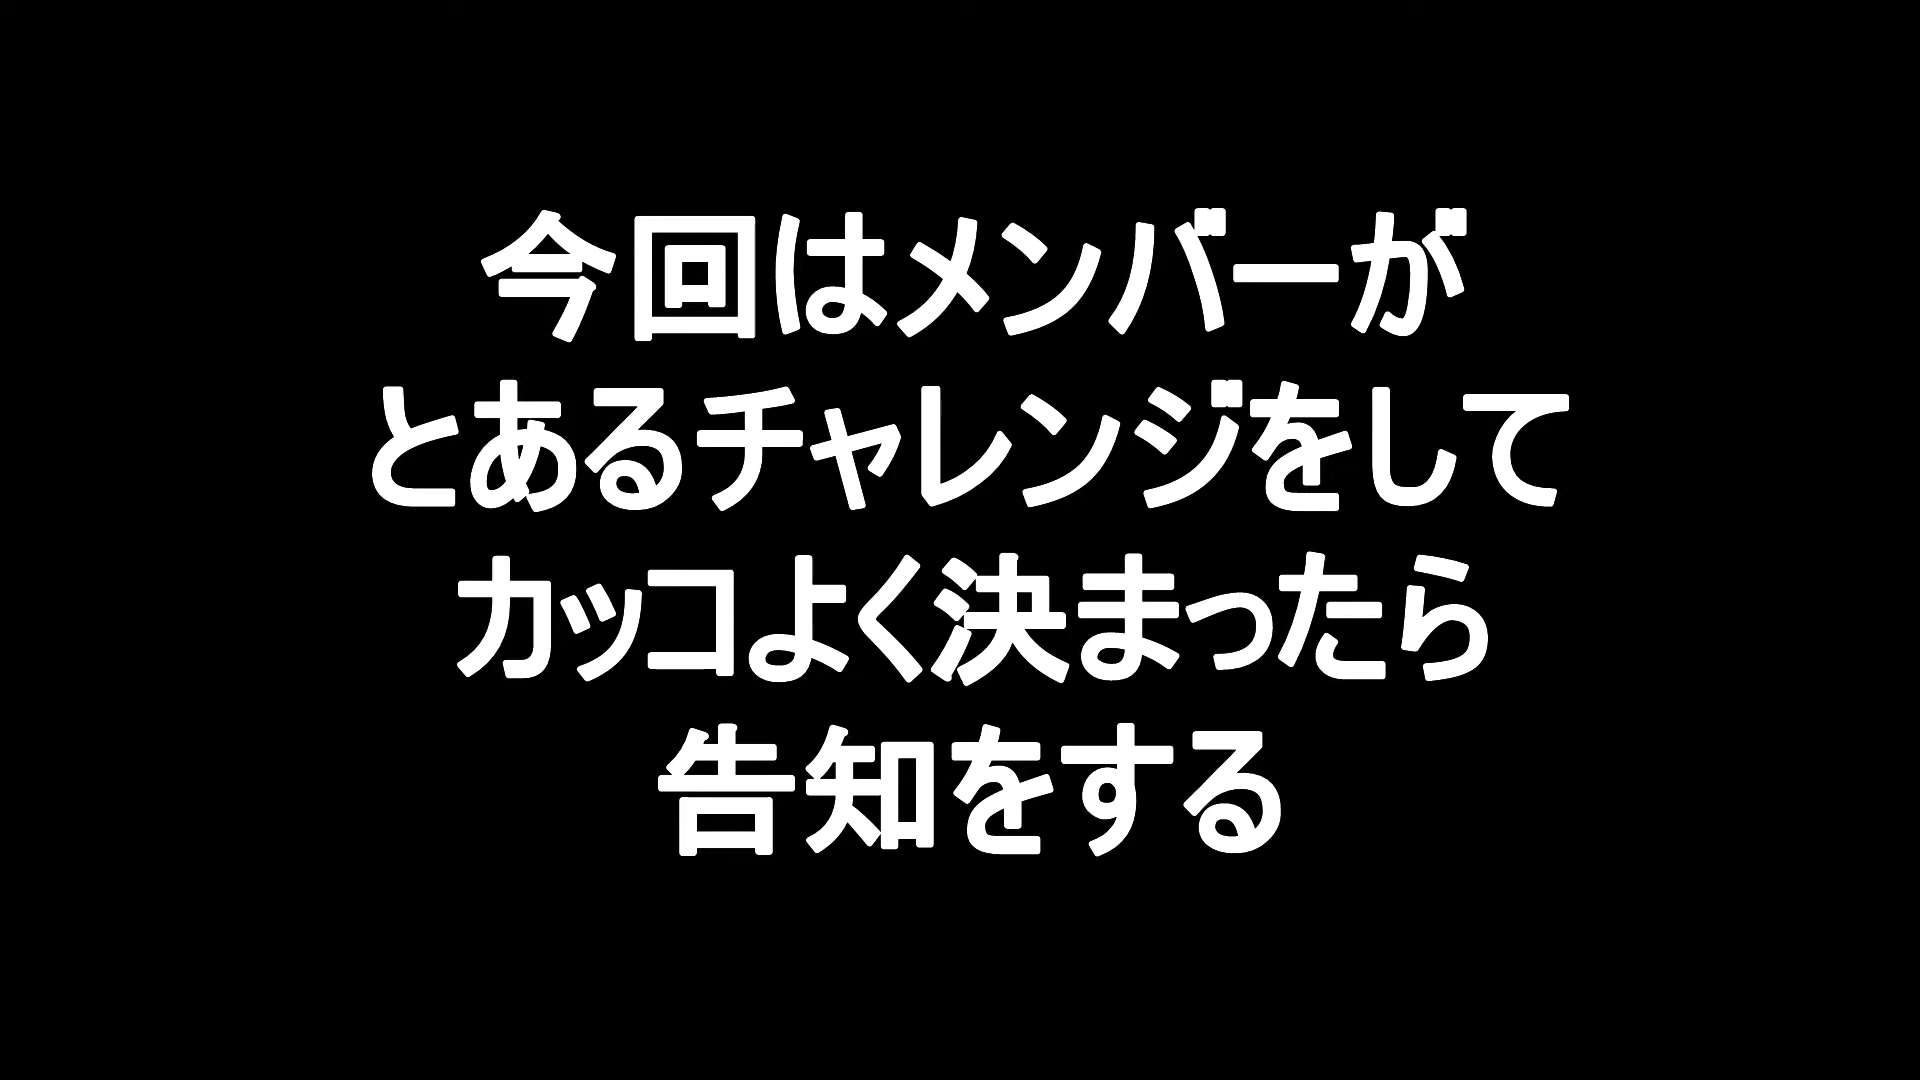 今回はメンバーが
とあるチャレンジをして
カッコよく決まったら
告知をする